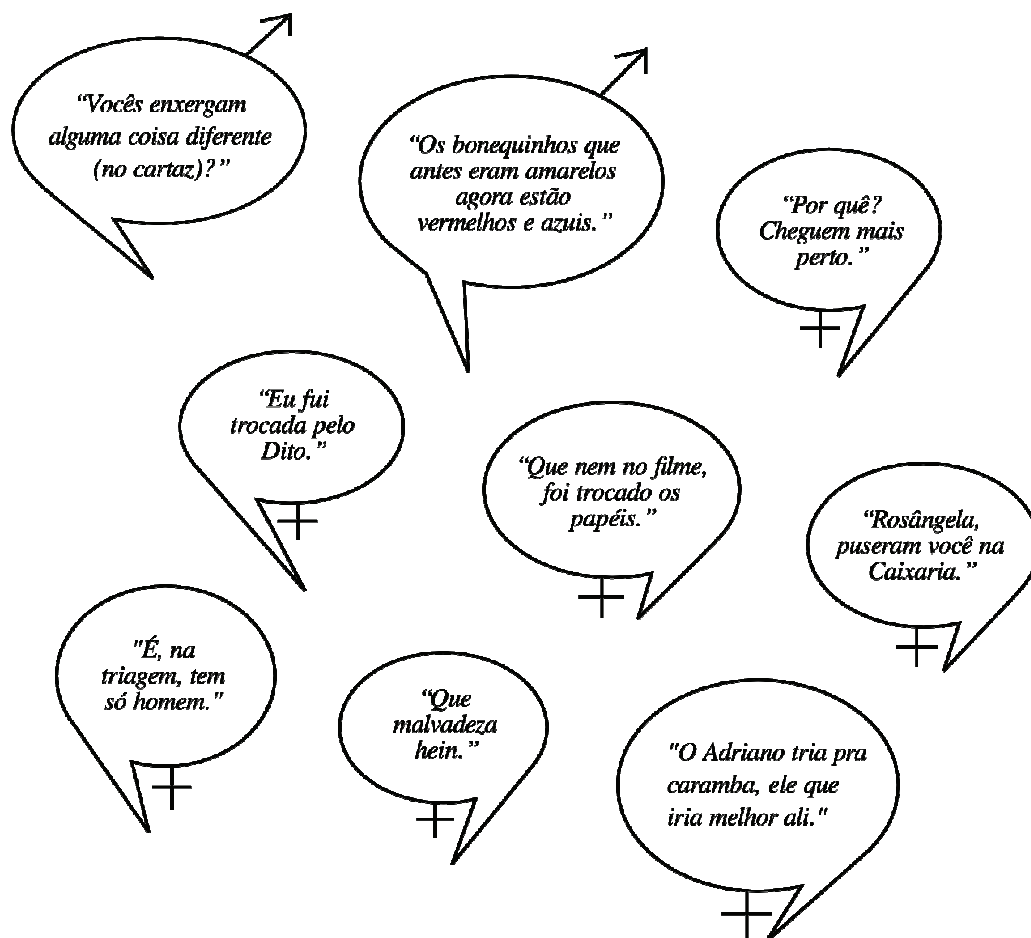 “Vocês enxergam
alguma coisa diferente
(no cartaz)?”
“Os bonequinhos que
antes eram amarelos
agora estão
vermelhos e azuis.”
“Por quê?
Cheguem mais
perto.”
“Eu fui
trocada pelo
Dito.”
“Que nem no filme,
foi trocado os
papéis.”
“Rosângela,
puseram você na
Caixaria.”
"É, na
triagem, tem
só homem."
“Que
malvadeza
hein.”
"O Adriano tria pra
caramba, ele que
iria melhor ali."